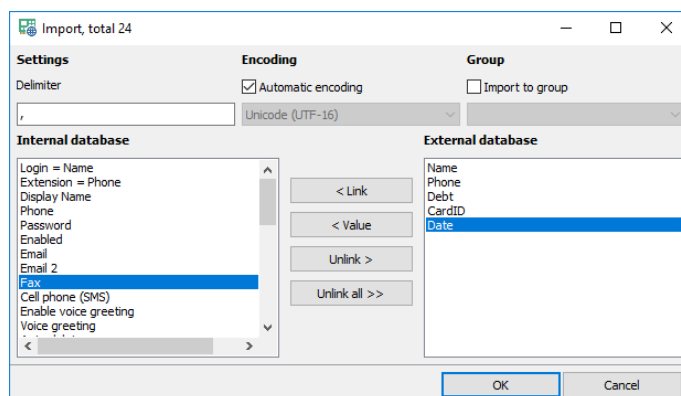 Import, total 24
Settings
Encoding
Group
Delimiter
Automatic encoding
Import to group
,
Unicode (UTF-16)
Internal database
External database
Login = Name
Extension = Phone
Display Name
Phone
Password
Enabled
Email
Email 2
Fax
Cell phone (SMS)
Enable voice greeting
Voice greeting
< Link
< Value
Unlink >
Unlink all >>
Name
Phone
Debt
CardID
Date
OK
Cancel